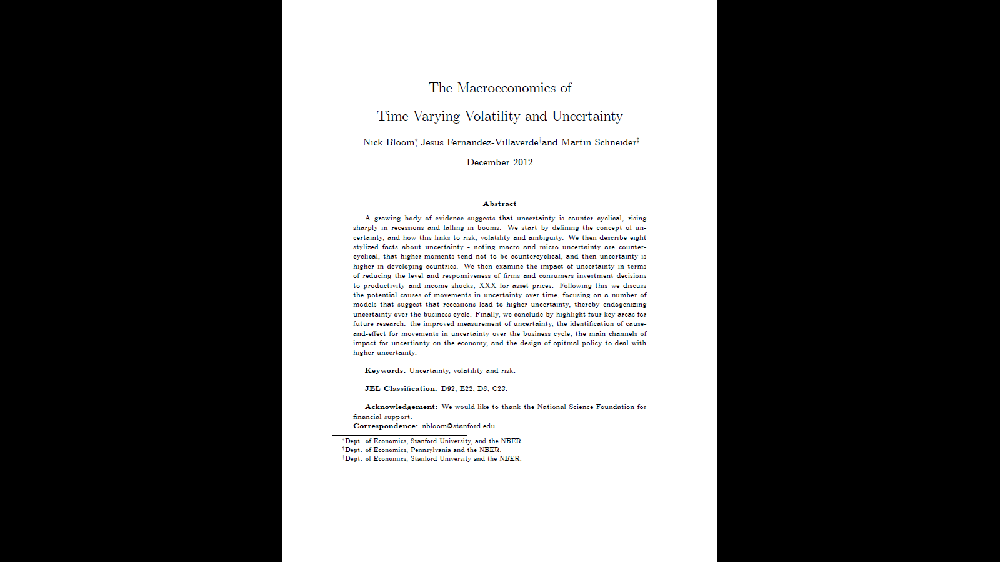 The Macroeconomics of
Time-Varying Volatility and Uncertainty
Nick Bloom*, Jesus Fernandez-Villaverde†and Martin Schneider‡
December 2012
Abstract
A growing body of evidence suggests that uncertainty is counter cyclical, rising
sharply in recessions and falling in booms. We start by defining the concept of un-
certainty, and how this links to risk, volatility and ambiguity. We then describe eight
stylized facts about uncertainty - noting macro and micro uncertainty are counter-
cyclical, that higher-moments tend not to be countercyclical, and then uncertainty is
higher in developing countries. We then examine the impact of uncertainty in terms
of reducing the level and responsiveness of firms and consumers investment decisions
to productivity and income shocks, XXX for asset prices. Following this we discuss
the potential causes of movements in uncertainty over time, focusing on a number of
models that suggest that recessions lead to higher uncertainty, thereby endogenizing
uncertainty over the business cycle. Finally, we conclude by highlight four key areas for
future research: the improved measurement of uncertainty, the identification of cause-
and-effect for movements in uncertainty over the business cycle, the main channels of
impact for uncertianty on the economy, and the design of opitmal policy to deal with
higher uncertainty.
Keywords: Uncertainty, volatility and risk.
JEL Classification: D92, E22, D8, C23.
Acknowledgement: We would like to thank the National Science Foundation for
financial support.
Correspondence: nbloom@stanford.edu
*Dept. of Economics, Stanford University, and the NBER.
†Dept. of Economics, Pennsylvania and the NBER.
‡Dept. of Economics, Stanford University and the NBER.